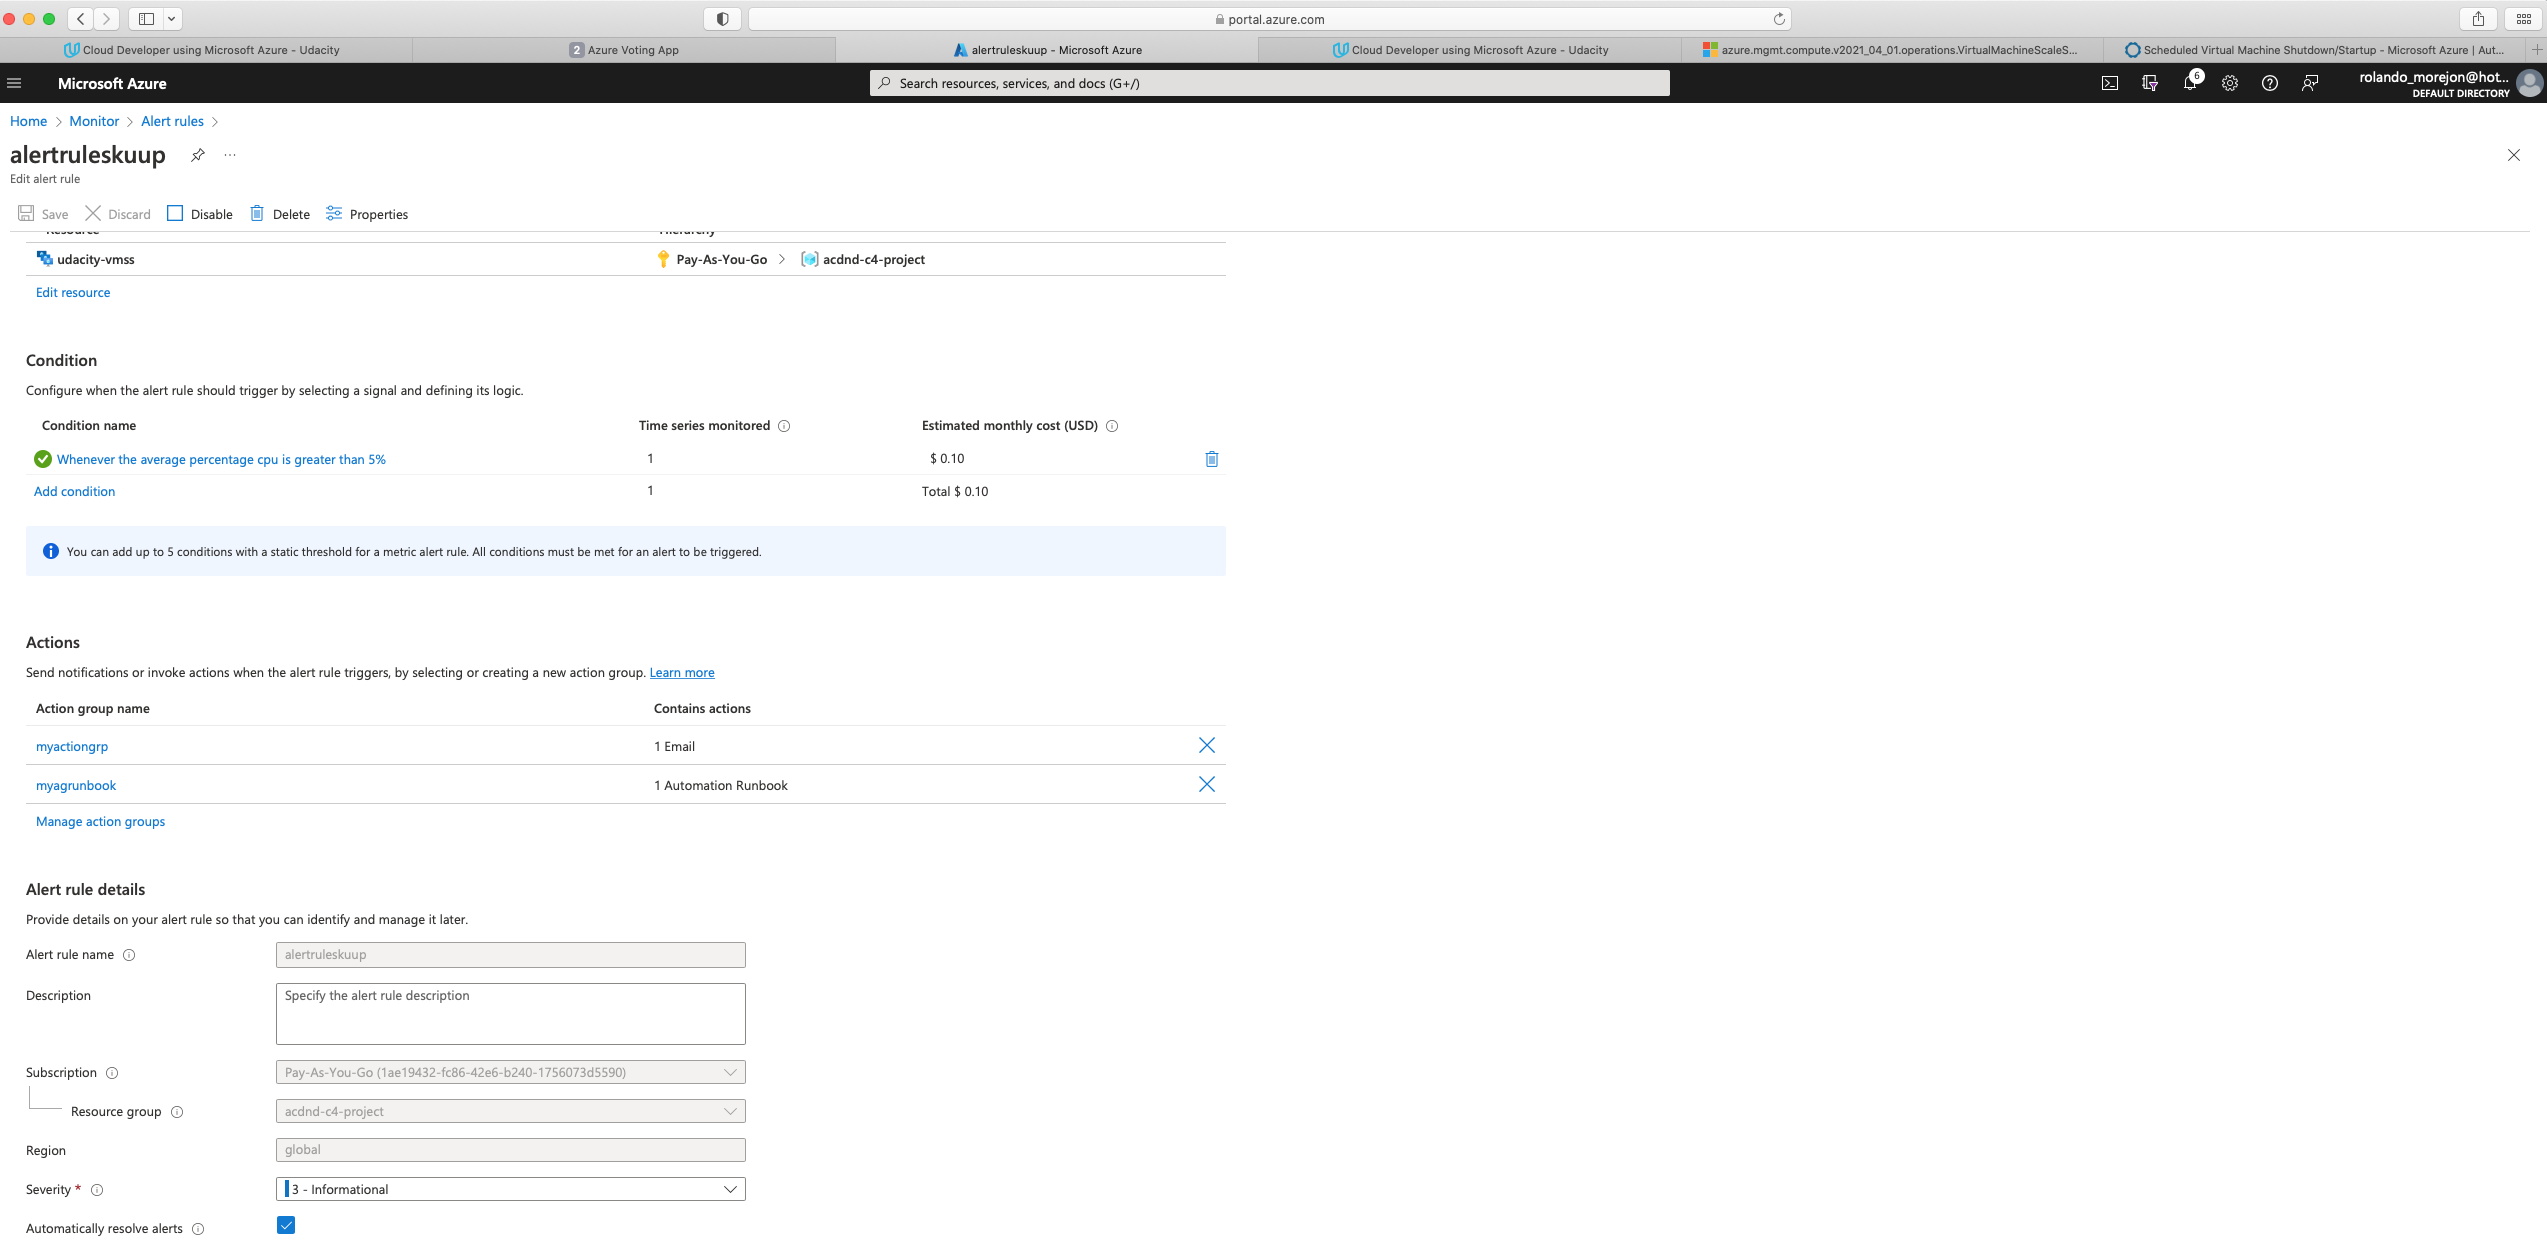 portal.azure.com
Cloud Developer using Microsoft Azure - Udacity
2 Azure Voting App
alertruleskuup - Microsoft Azure
Cloud Developer using Microsoft Azure - Udacity
azure.mgmt.compute.v2021_04_01.operations.VirtualMachineScaleS...
Scheduled Virtual Machine Shutdown/Startup - Microsoft Azure | Aut...
Microsoft Azure
Search resources, services, and docs (G+/)
6
rolando_morejon@hot...
DEFAULT DIRECTORY
Home > Monitor > Alert rules >
alertruleskuup
Edit alert rule
Save Discard Disable Delete Properties
Resource Hierarchy
udacity-vmss Pay-As-You-Go > acdnd-c4-project
Edit resource
Condition
Configure when the alert rule should trigger by selecting a signal and defining its logic.
Condition name Time series monitored Estimated monthly cost (USD)
Whenever the average percentage cpu is greater than 5% 1 $ 0.10
Add condition 1 Total $ 0.10
You can add up to 5 conditions with a static threshold for a metric alert rule. All conditions must be met for an alert to be triggered.
Actions
Send notifications or invoke actions when the alert rule triggers, by selecting or creating a new action group. Learn more
Action group name Contains actions
myactiongrp 1 Email
myagrunbook 1 Automation Runbook
Manage action groups
Alert rule details
Provide details on your alert rule so that you can identify and manage it later.
Alert rule name alertruleskuup
Description Specify the alert rule description
Subscription Pay-As-You-Go (1ae19432-fc86-42e6-b240-1756073d5590)
Resource group acdnd-c4-project
Region global
Severity * 3 - Informational
Automatically resolve alerts